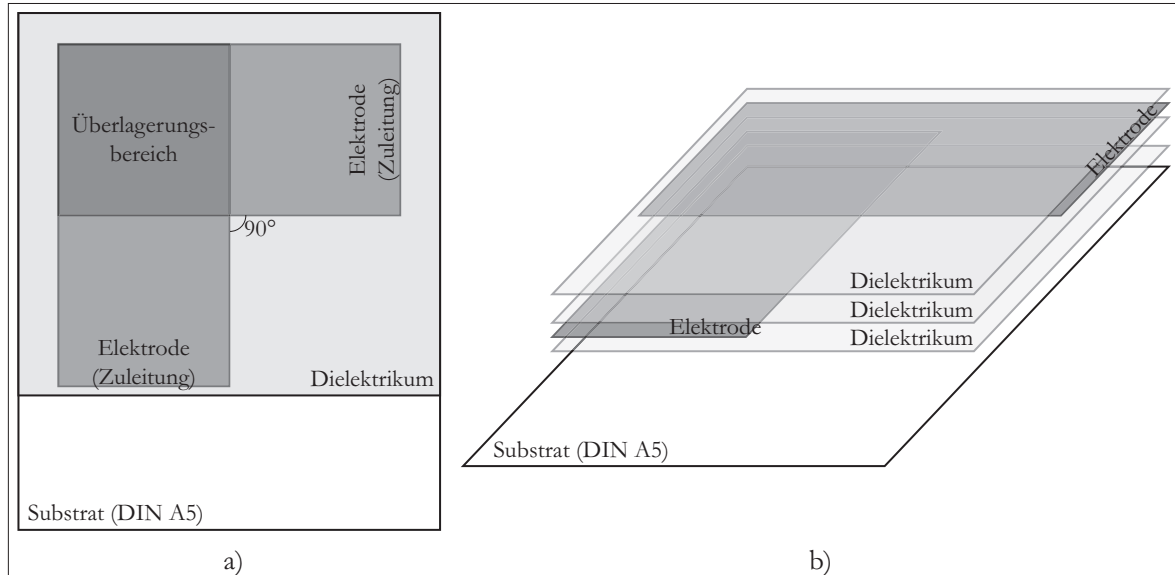 Überlagerungs-
bereich
Elektrode
(Zuleitung)
90°
Elektrode
(Zuleitung)
Dielektrikum
Substrat (DIN A5)
a)
Elektrode
Dielektrikum
Dielektrikum
Elektrode
Dielektrikum
Substrat (DIN A5)
b)